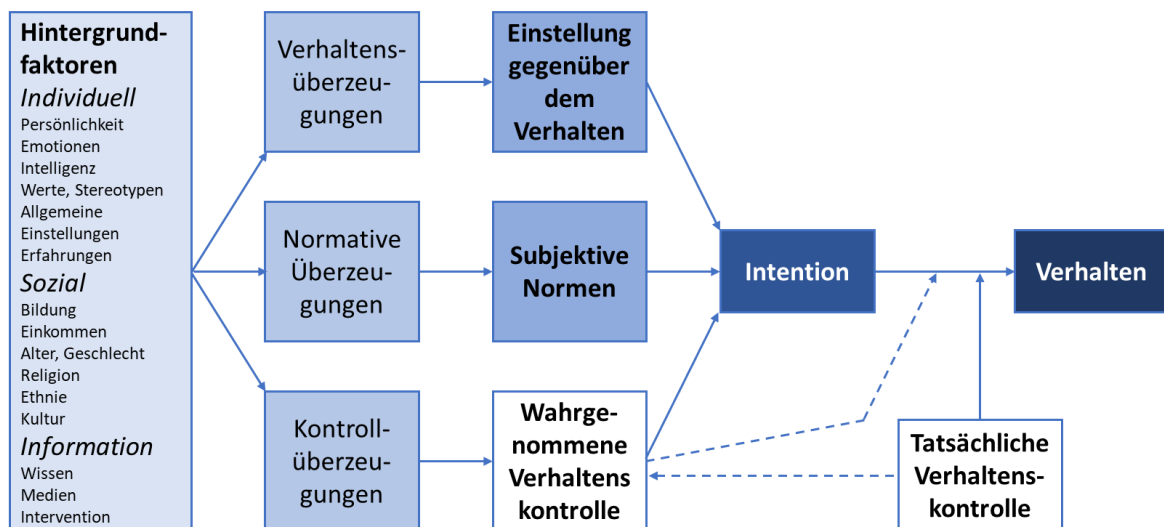 Hintergrund-
faktoren
Individuell
Persönlichkeit
Emotionen
Intelligenz
Werte, Stereotypen
Allgemeine
Einstellungen
Erfahrungen
Sozial
Bildung
Einkommen
Alter, Geschlecht
Religion
Ethnie
Kultur
Information
Wissen
Medien
Intervention
Verhaltens-
überzeu-
gungen
Einstellung
gegenüber
dem
Verhalten
Normative
Überzeu-
gungen
Subjektive
Normen
Intention
Verhalten
Kontroll-
überzeu-
gungen
Wahrge-
nommene
Verhaltens
kontrolle
Tatsächliche
Verhaltens-
kontrolle